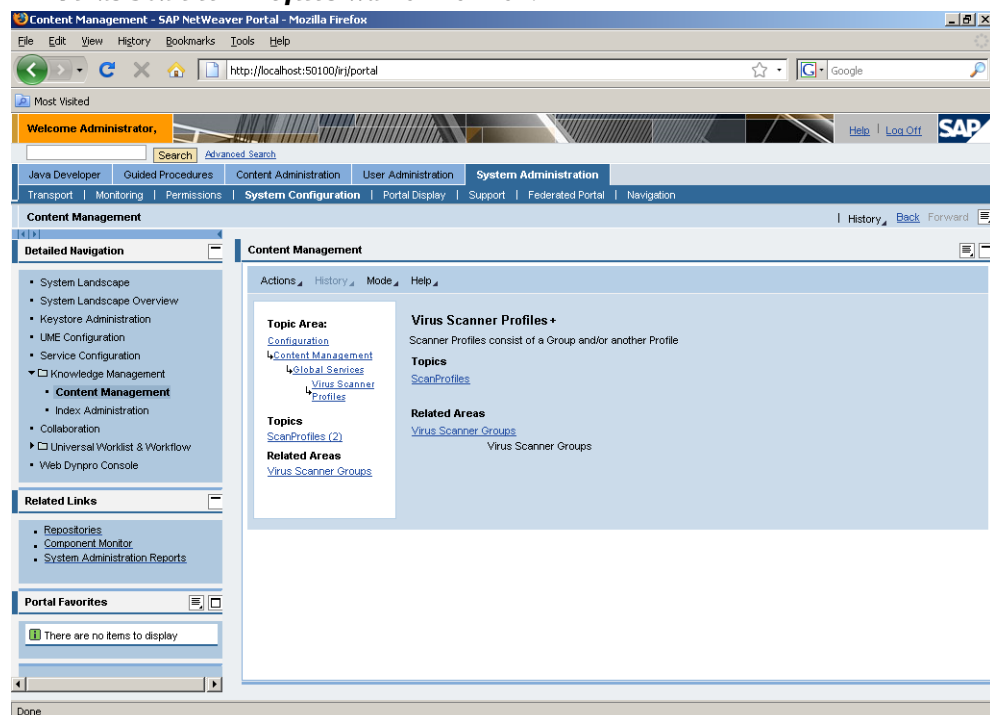 Content Management - SAP NetWeaver Portal - Mozilla Firefox
File Edit View History Bookmarks Tools Help
http://localhost:50100/irj/portal
G Google
Most Visited
Welcome Administrator,
Help | Log Off
SAP
Search Advanced Search
Java Developer Guided Procedures Content Administration User Administration System Administration
Transport | Monitoring | Permissions | System Configuration | Portal Display | Support | Federated Portal | Navigation
Content Management
| History Back Forward
Detailed Navigation
System Landscape
System Landscape Overview
Keystore Administration
UME Configuration
Service Configuration
Knowledge Management
Content Management
Index Administration
Collaboration
Universal Worklist & Workflow
Web Dynpro Console
Related Links
Repositories
Component Monitor
System Administration Reports
Portal Favorites
There are no items to display
Content Management
Actions History Mode Help
Topic Area:
Configuration
Content Management
Global Services
Virus Scanner
Profiles
Topics
ScanProfiles (2)
Related Areas
Virus Scanner Groups
Virus Scanner Profiles+
Scanner Profiles consist of a Group and/or another Profile
Topics
ScanProfiles
Related Areas
Virus Scanner Groups
Virus Scanner Groups
Done